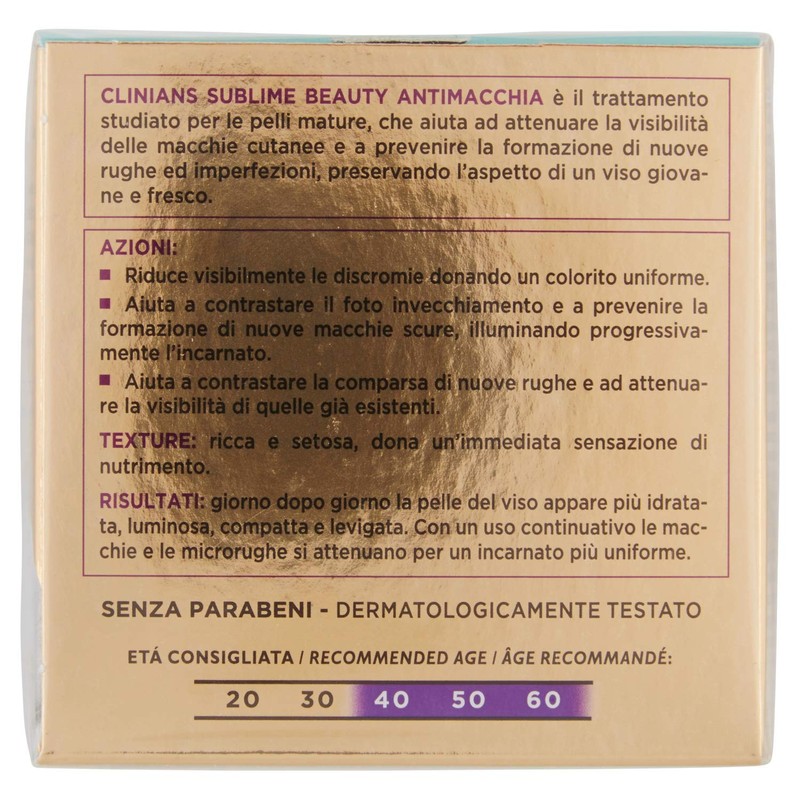 CLINIANS SUBLIME BEAUTY ANTIMACCHIA è il trattamento
studiato per le pelli mature, che aiuta ad attenuare la visibilità
delle macchie cutanee e a prevenire la formazione di nuove
rughe ed imperfezioni, preservando l'aspetto di un viso giova-
ne e fresco.
AZIONI:
■ Riduce visibilmente le discromie donando un colorito uniforme.
■ Aiuta a contrastare il foto invecchiamento e a prevenire la
formazione di nuove macchie scure, illuminando progressiva-
mente l'incarnato.
■ Aiuta a contrastare la comparsa di nuove rughe e ad attenua-
re la visibilità di quelle già esistenti.
TEXTURE: ricca e setosa, dona un'immediata sensazione di
nutrimento.
RISULTATI: giorno dopo giorno la pelle del viso appare più idrata-
ta, luminosa, compatta e levigata. Con un uso continuativo le mac-
chie e le microrughe si attenuano per un incarnato più uniforme.
SENZA PARABENI - DERMATOLOGICAMENTE TESTATO
ETÁ CONSIGLIATA / RECOMMENDED AGE / ÂGE RECOMMANDÉ:
20 30 40 50 60